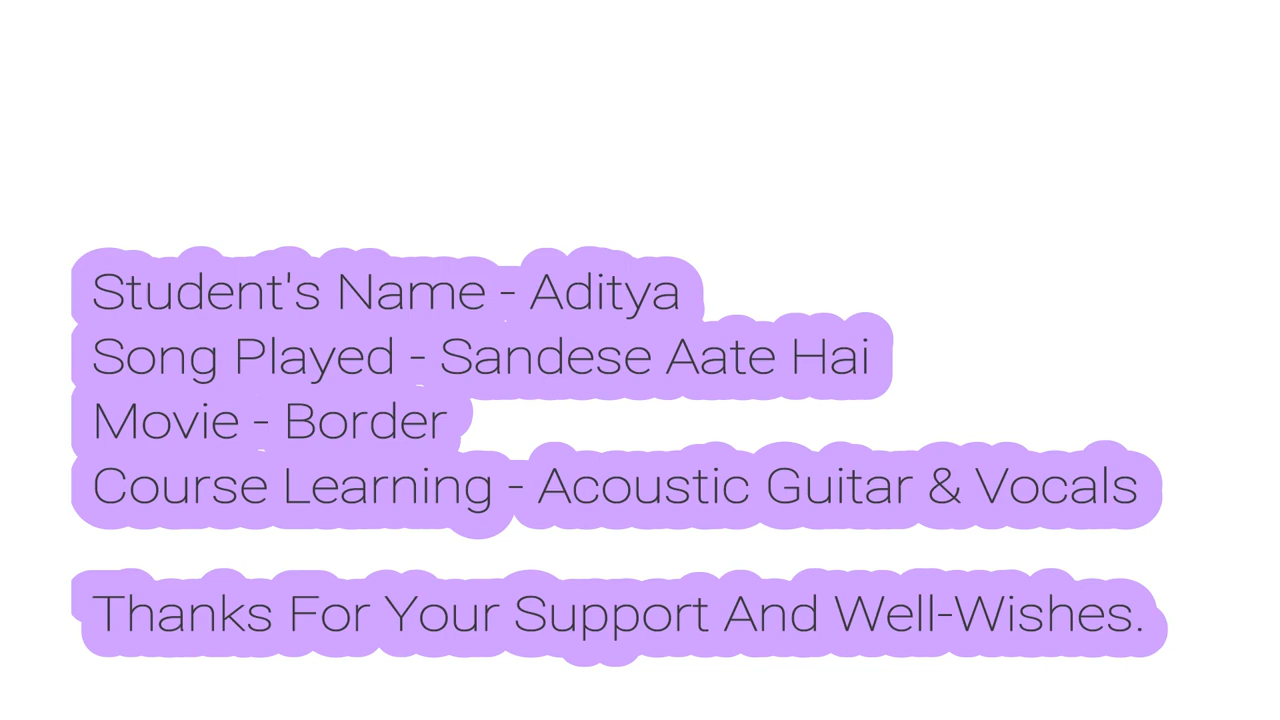 Student's Name - Aditya
Song Played - Sandese Aate Hai
Movie - Border
Course Learning - Acoustic Guitar & Vocals
Thanks For Your Support And Well-Wishes.